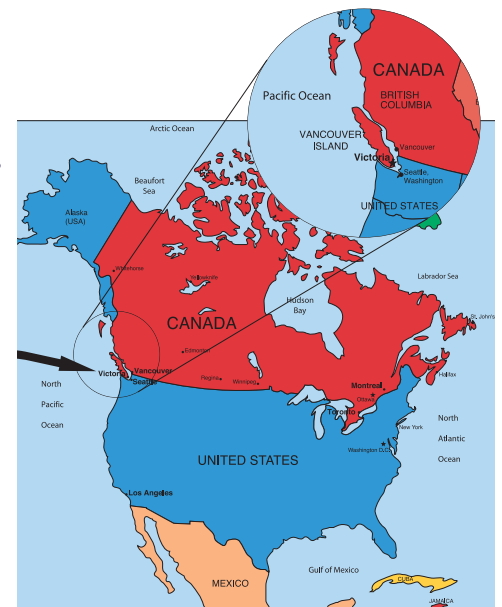 CANADA
Pacific Ocean
BRITISH
COLUMBIA
Arctic Ocean
VANCOUVER
ISLAND
Vancouver
Victoria
Seattle,
Washington
Beaufort
Sea
UNITED STATES
Alaska
(USA)
Whitehorse
Yellowknife
Labrador Sea
Hudson
Bay
St. John's
CANADA
Edmonton
Victoria
Vancouver
Seattle
Regina
Winnipeg
Montreal
Ottawa
Halifax
Toronto
North
Pacific
Ocean
New York
North
Atlantic
Ocean
Washington D.C.
UNITED STATES
Los Angeles
Gulf of Mexico
MEXICO
CUBA
JAMAICA